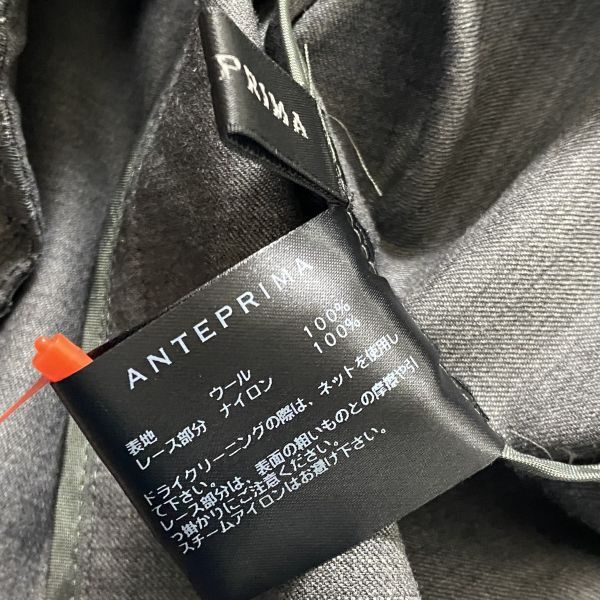 PRIMA
ANTEPRIMA
表地 ウール 100%
レース部分 ナイロン 100%
ドライクリーニングの際は、ネットを使用し
て下さい。
レース部分は、表面の粗いものとの摩擦や引
っ掛かりにご注意ください。
スチームアイロンはお避け下さい。